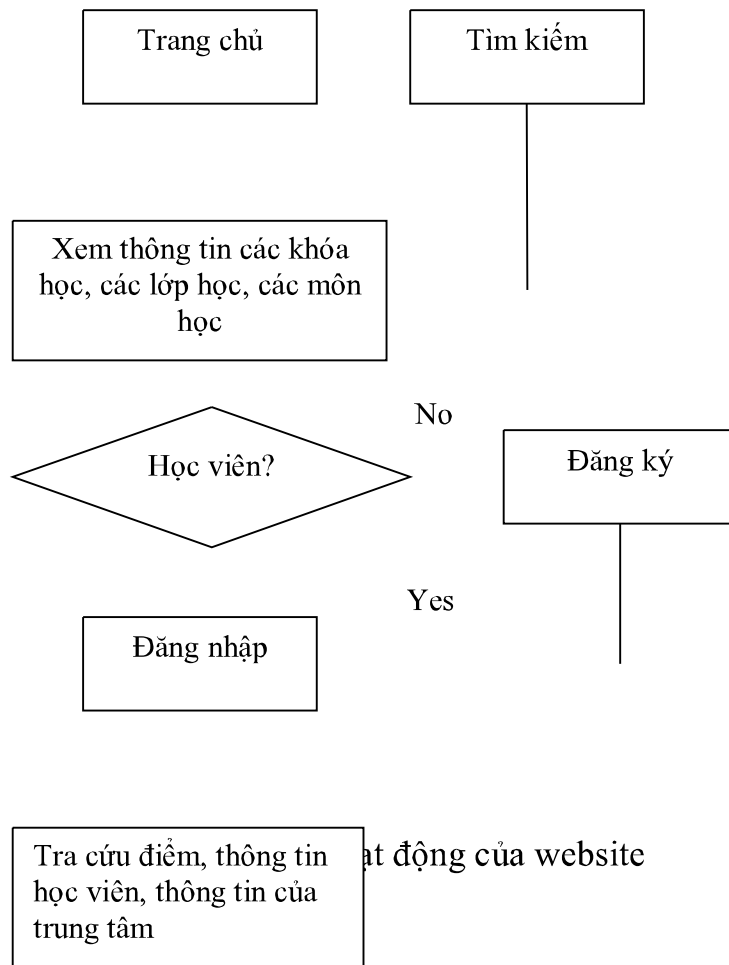 Trang chủ
Tìm kiếm
Xem thông tin các khóa
học, các lớp học, các môn
học
No
Học viên?
Đăng ký
Yes
Đăng nhập
Tra cứu điểm, thông tin
học viên, thông tin của
trung tâm
động của website